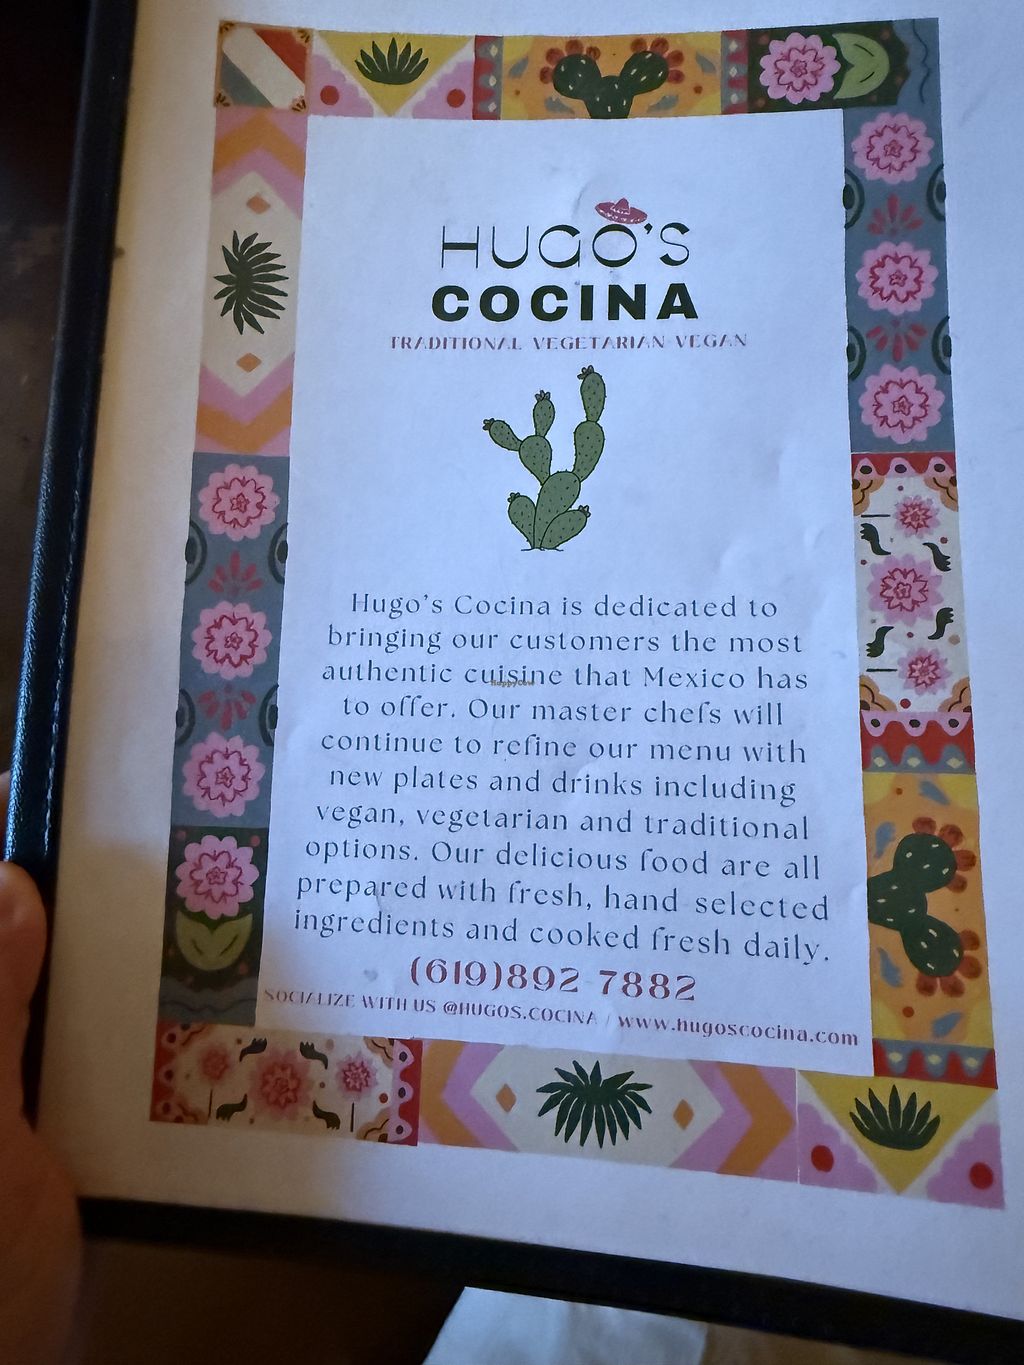 HUGO'S
COCINA
TRADITIONAL VEGETARIAN VEGAN
Hugo's Cocina is dedicated to
bringing our customers the most
authentic cuisine that Mexico has
to offer. Our master chefs will
continue to refine our menu with
new plates and drinks including
vegan, vegetarian and traditional
options. Our delicious food are all
prepared with fresh, hand selected
ingredients and cooked fresh daily.
(619)892 7882
SOCIALIZE WITH US @HUGOS.COCINA / www.hugoscocina.com
HappyCow